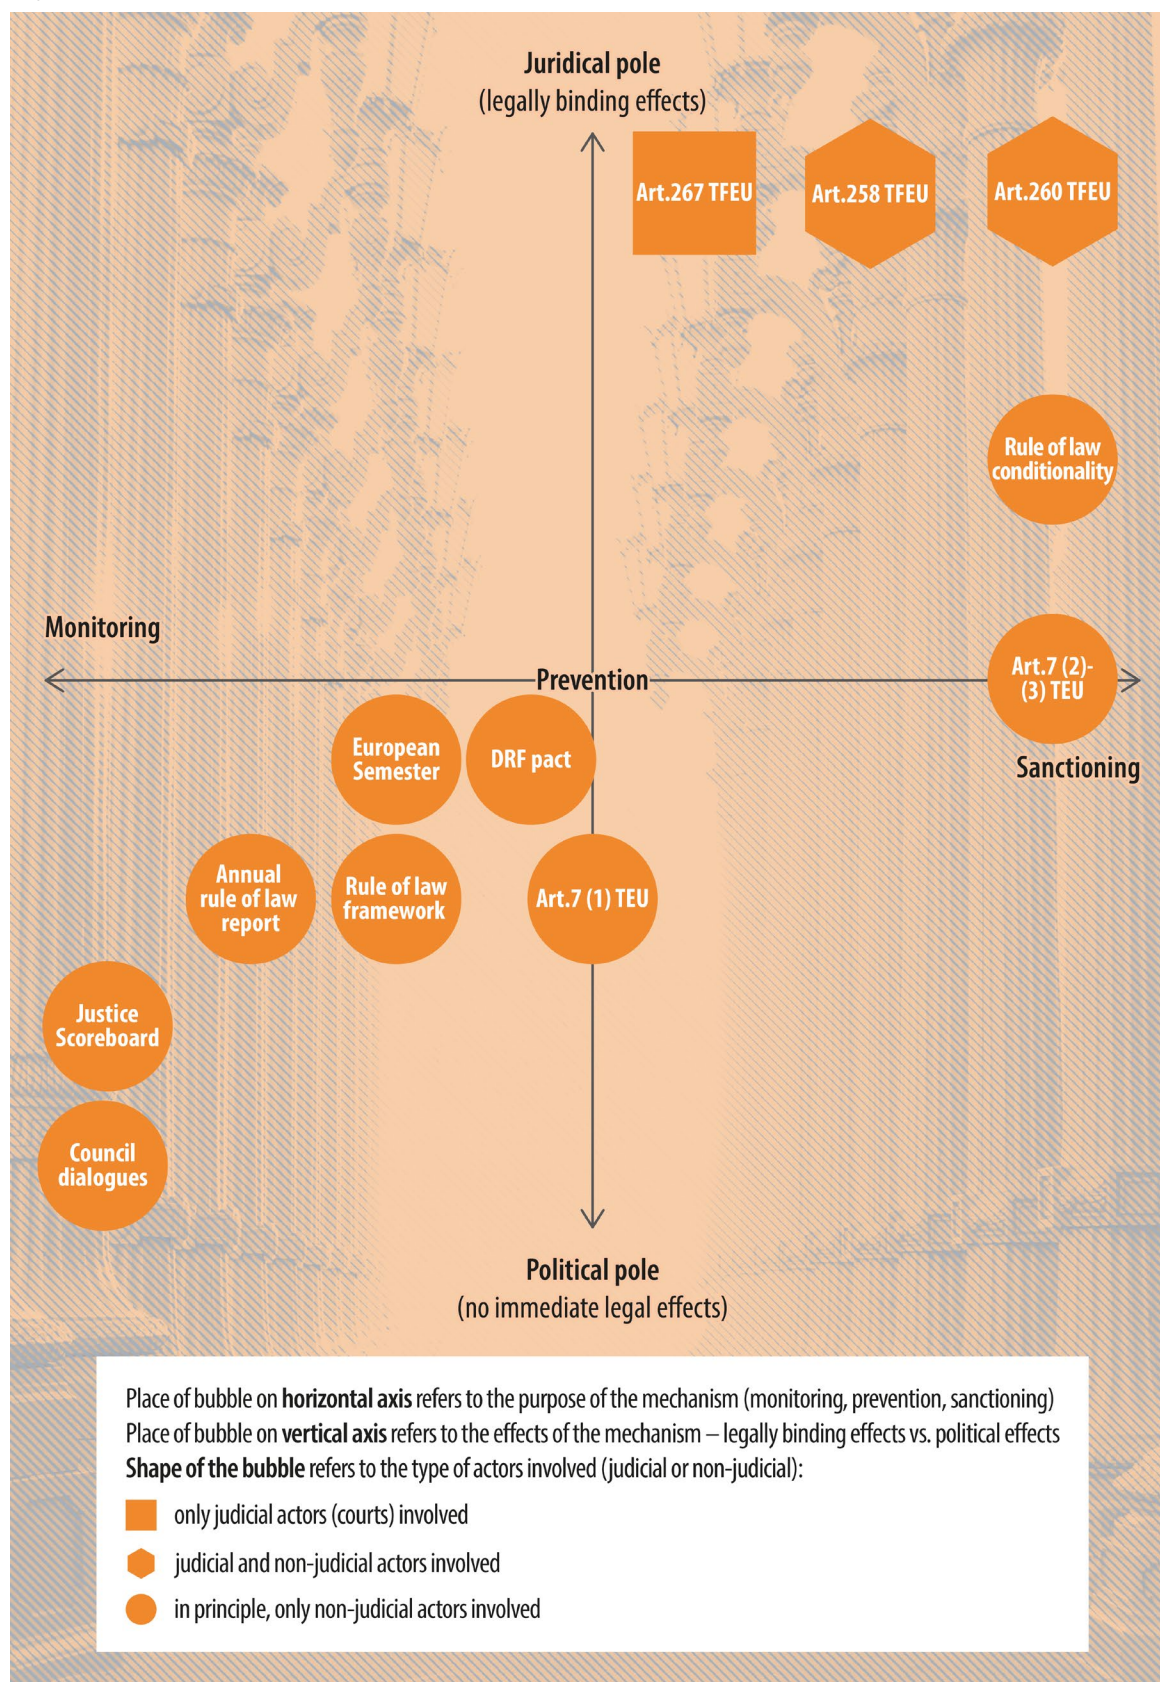 Juridical pole
(legally binding effects)
Art.267 TFEU
Art.258 TFEU
Art.260 TFEU
Rule of law
conditionality
Monitoring
Prevention
Art.7 (2)-
(3) TEU
Sanctioning
European
Semester
DRF pact
Annual
rule of law
report
Rule of law
framework
Art.7 (1) TEU
Justice
Scoreboard
Council
dialogues
Political pole
(no immediate legal effects)
Place of bubble on horizontal axis refers to the purpose of the mechanism (monitoring, prevention, sanctioning)
Place of bubble on vertical axis refers to the effects of the mechanism – legally binding effects vs. political effects
Shape of the bubble refers to the type of actors involved (judicial or non-judicial):
only judicial actors (courts) involved
judicial and non-judicial actors involved
in principle, only non-judicial actors involved